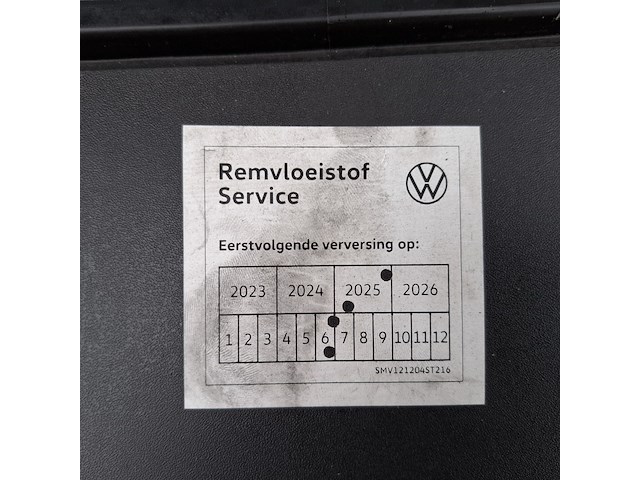 Remvloeistof
Service
Eerstvolgende verversing op:
2023 2024 2025 2026
1 2 3 4 5 6 7 8 9 10 11 12
SMV121204ST216